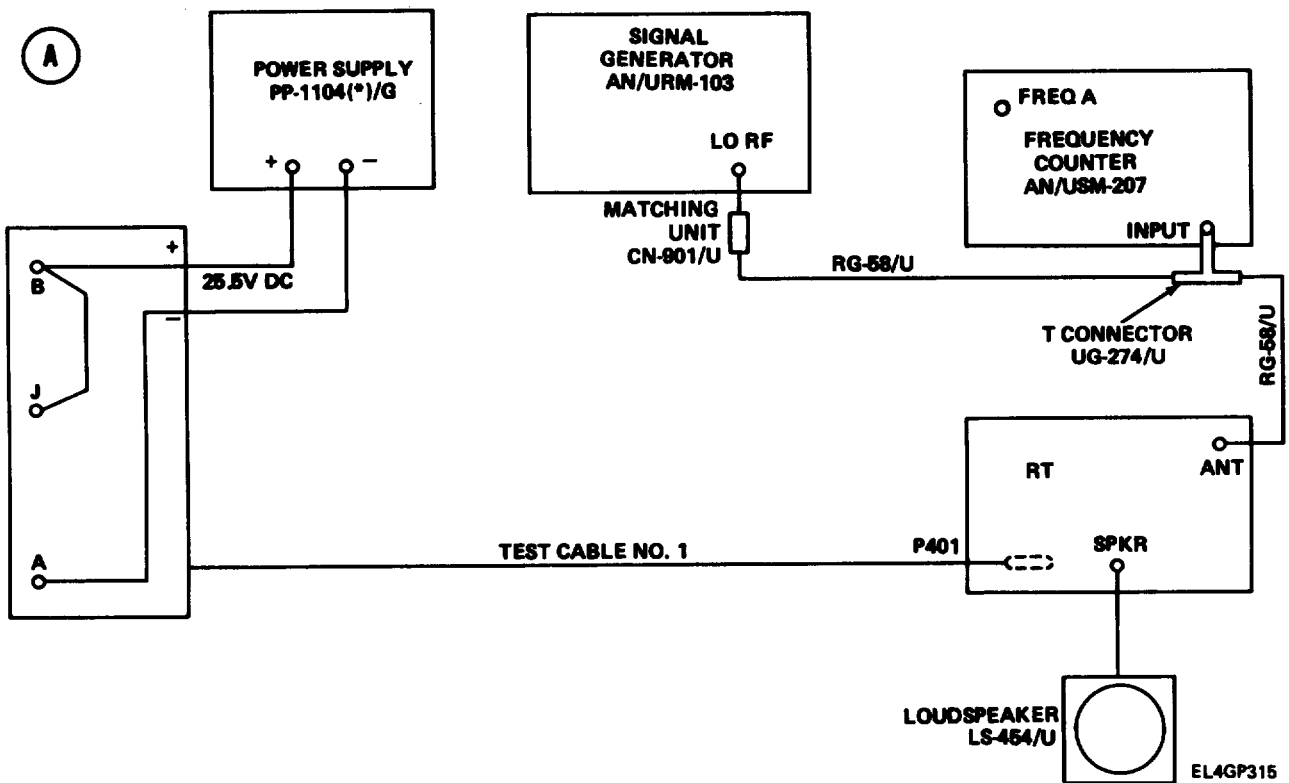 A
POWER SUPPLY
PP-1104(*)/G
+
−
SIGNAL
GENERATOR
AN/URM-103
LO RF
FREQ A
FREQUENCY
COUNTER
AN/USM-207
INPUT
MATCHING
UNIT
CN-901/U
RG-58/U
T CONNECTOR
UG-274/U
RG-58/U
+
B
25.5V DC
−
J
A
TEST CABLE NO. 1
P401
RT
ANT
SPKR
LOUDSPEAKER
LS-454/U
EL4GP315